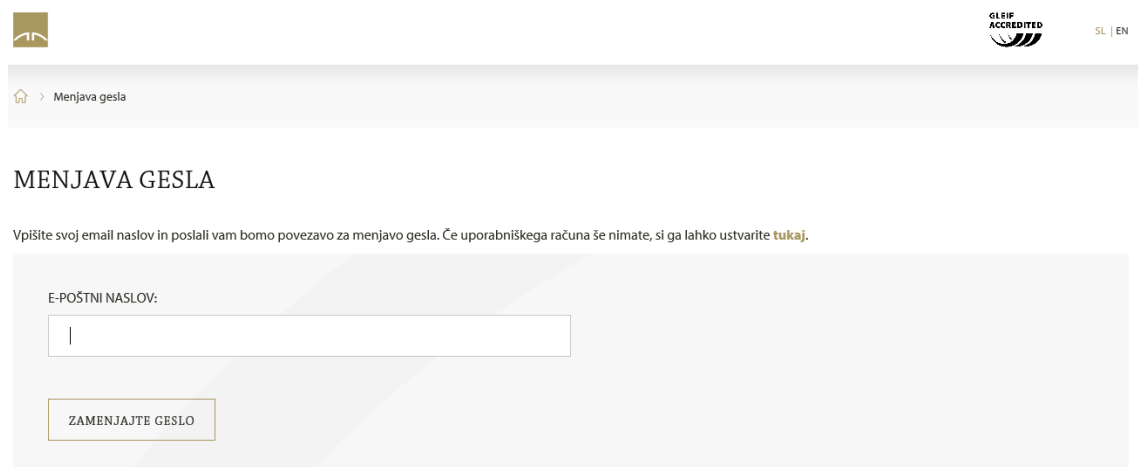 GLEIF
ACCREDITED
SL | EN
Menjava gesla
MENJAVA GESLA
Vpišite svoj email naslov in poslali vam bomo povezavo za menjavo gesla. Če uporabniškega računa še nimate, si ga lahko ustvarite tukaj.
E-POŠTNI NASLOV:
ZAMENJAJTE GESLO